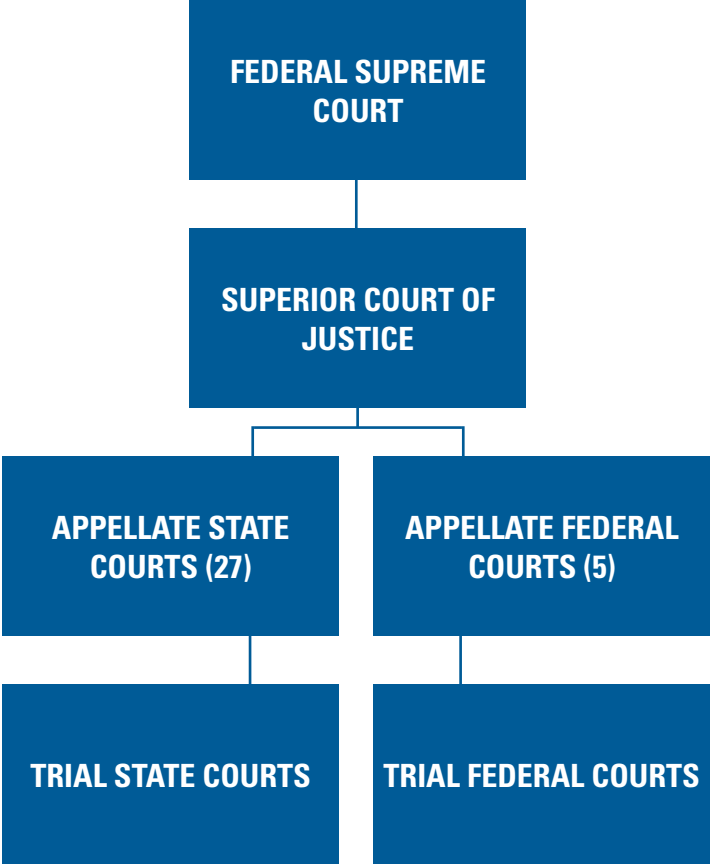 FEDERAL SUPREME
COURT
SUPERIOR COURT OF
JUSTICE
APPELLATE STATE
COURTS (27)
APPELLATE FEDERAL
COURTS (5)
TRIAL STATE COURTS
TRIAL FEDERAL COURTS